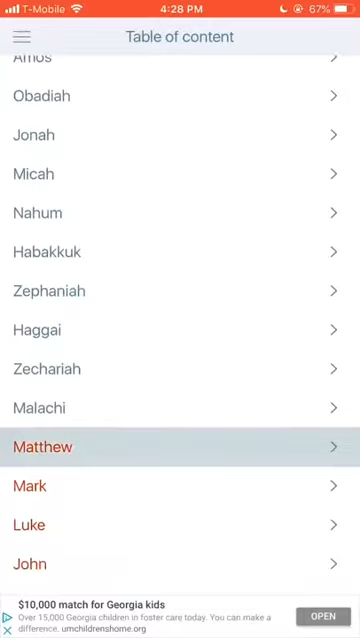 T-Mobile 4:28 PM 67%
Table of content
Amos
Obadiah
Jonah
Micah
Nahum
Habakkuk
Zephaniah
Haggai
Zechariah
Malachi
Matthew
Mark
Luke
John
$10,000 match for Georgia kids
Over 15,000 Georgia children in foster care today. You can make a
difference. umchildrenshome.org
OPEN